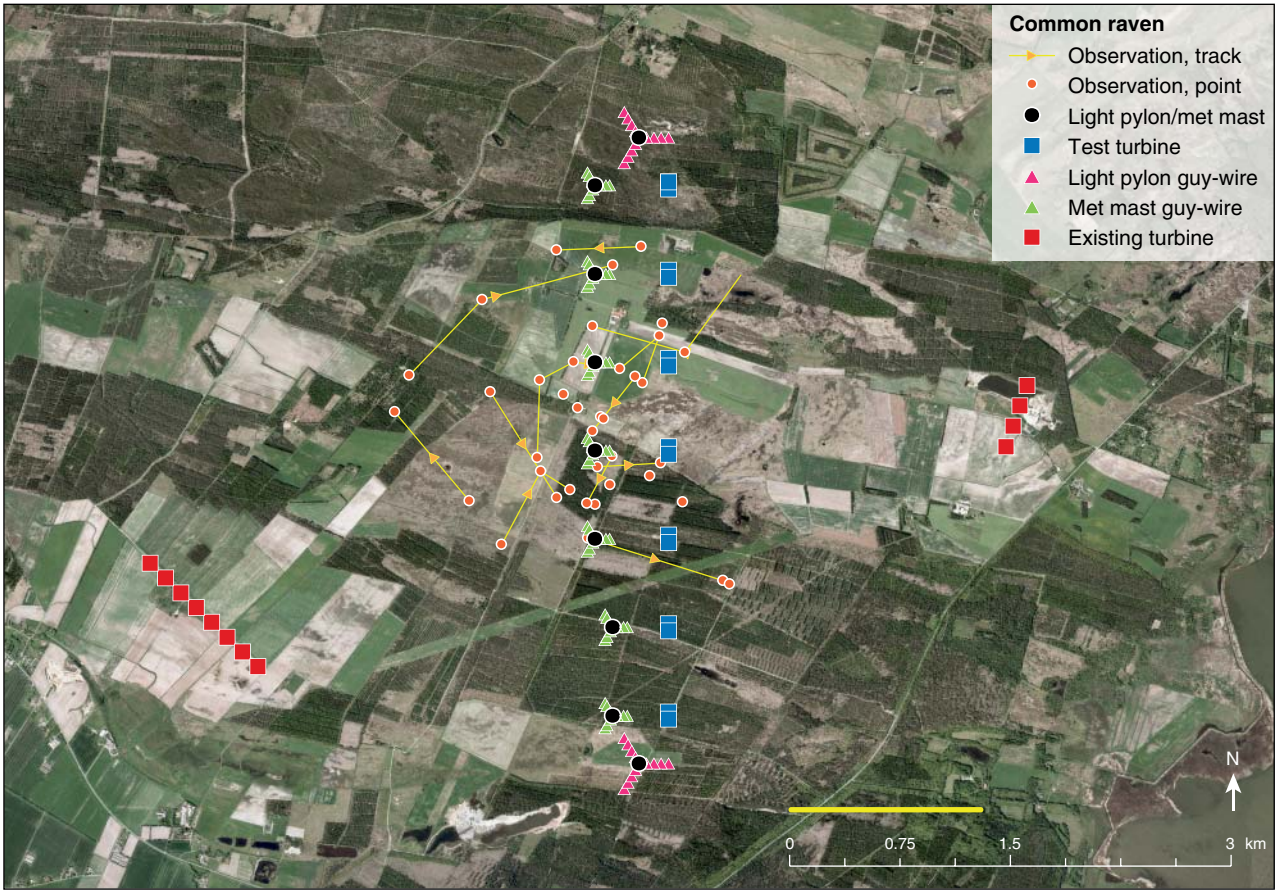 Common raven
Observation, track
Observation, point
Light pylon/met mast
Test turbine
Light pylon guy-wire
Met mast guy-wire
Existing turbine
N
0 0.75 1.5 3 km